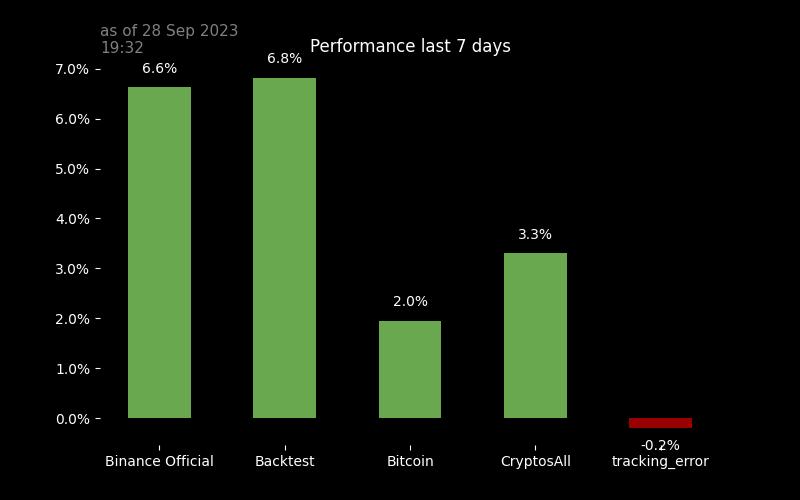 as of 28 Sep 2023
19:32
Performance last 7 days
7.0%
6.0%
5.0%
4.0%
3.0%
2.0%
1.0%
0.0%
6.6%
6.8%
2.0%
3.3%
-0.2%
Binance Official
Backtest
Bitcoin
CryptosAll
tracking_error